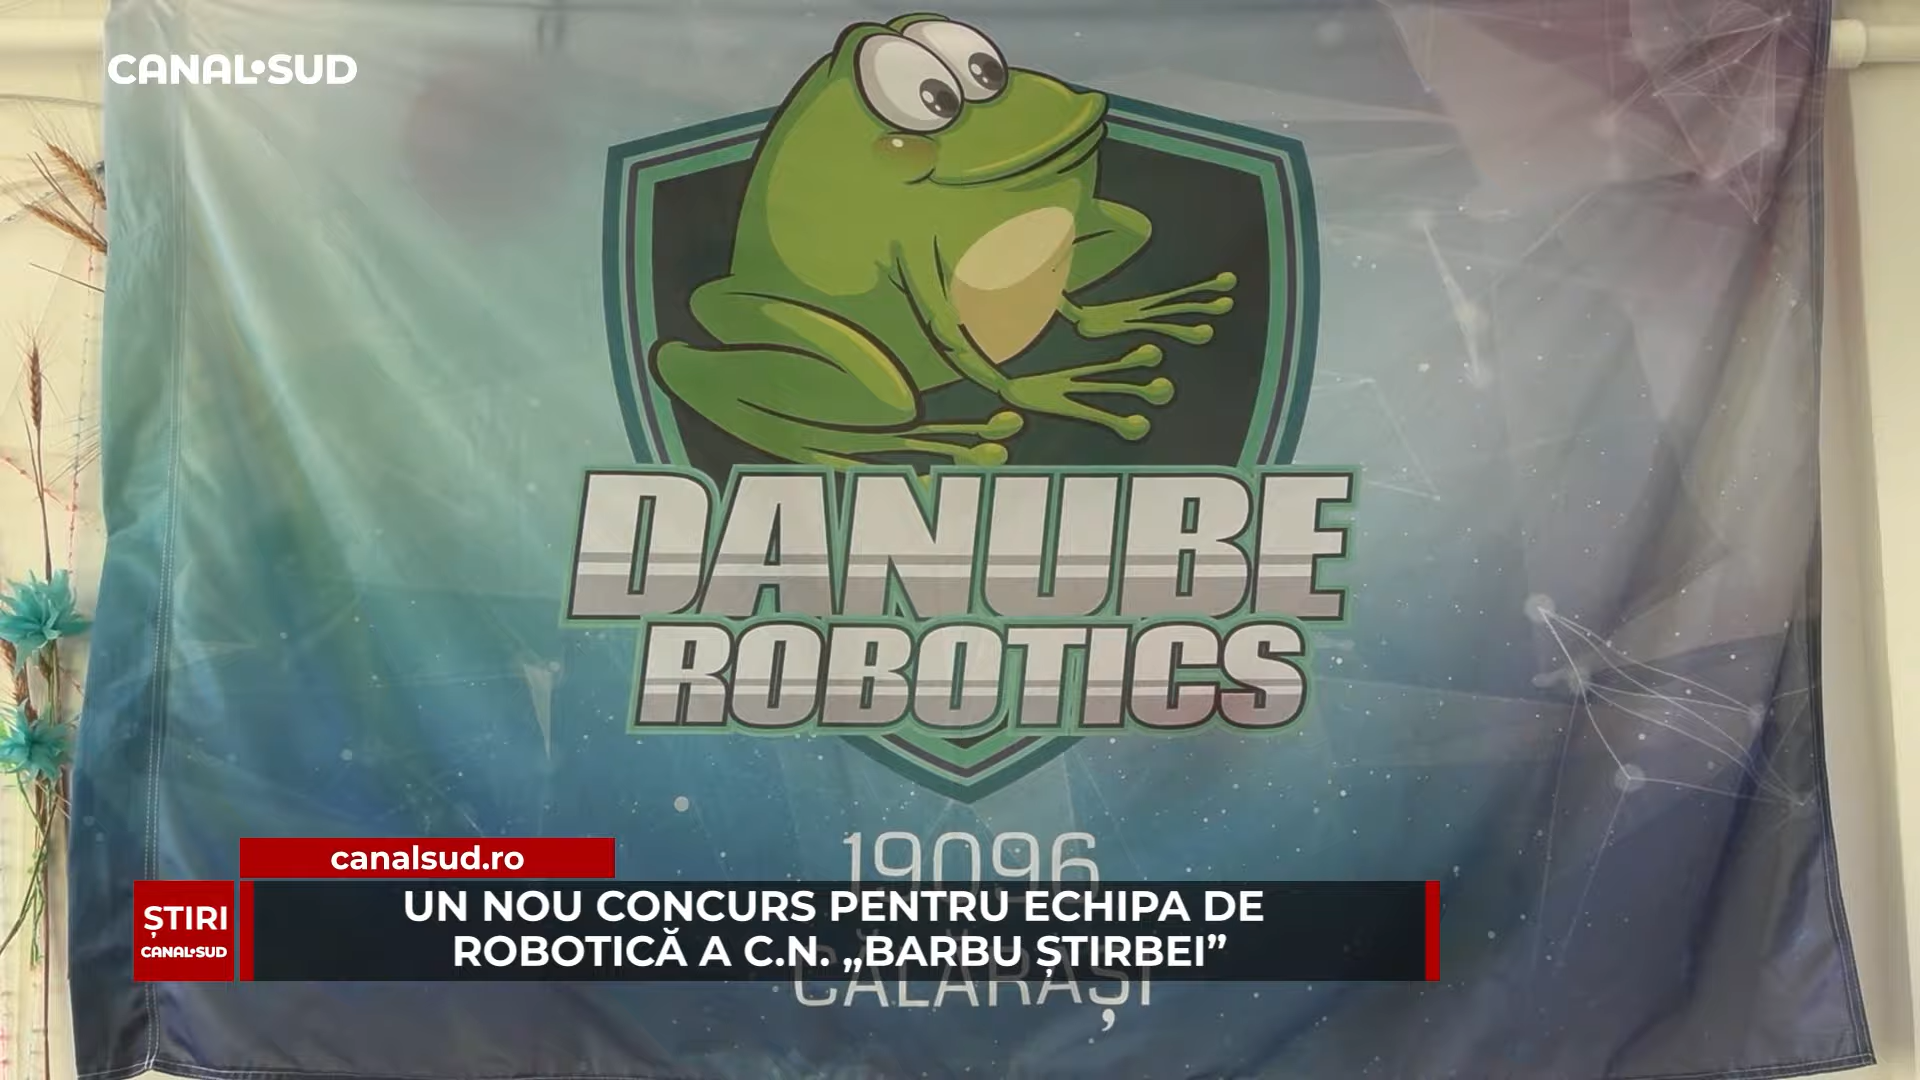 CANAL•SUD
DANUBE
ROBOTICS
19096
canalsud.ro
ȘTIRI
CANAL•SUD
UN NOU CONCURS PENTRU ECHIPA DE
ROBOTICĂ A C.N. „BARBU ȘTIRBEI”
CĂLĂRAȘI